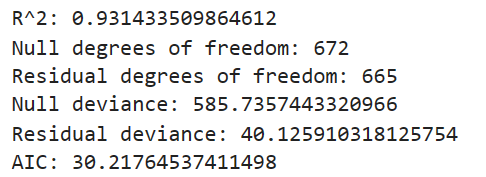 R^2: 0.931433509864612
Null degrees of freedom: 672
Residual degrees of freedom: 665
Null deviance: 585.7357443320966
Residual deviance: 40.125910318125754
AIC: 30.21764537411498